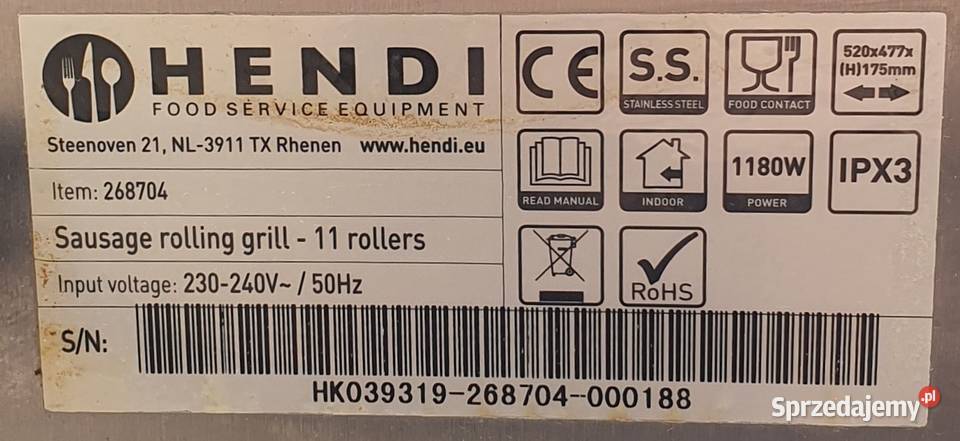 HENDI
FOOD SERVICE EQUIPMENT
Steenoven 21, NL-3911 TX Rhenen www.hendi.eu
Item: 268704
Sausage rolling grill - 11 rollers
Input voltage: 230-240V~ / 50Hz
CE
S.S.
STAINLESS STEEL
FOOD CONTACT
520x477x
(H)175mm
READ MANUAL
INDOOR
1180W
POWER
IPX3
RoHS
S/N:
HK039319-268704-000188
Sprzedajemy.pl